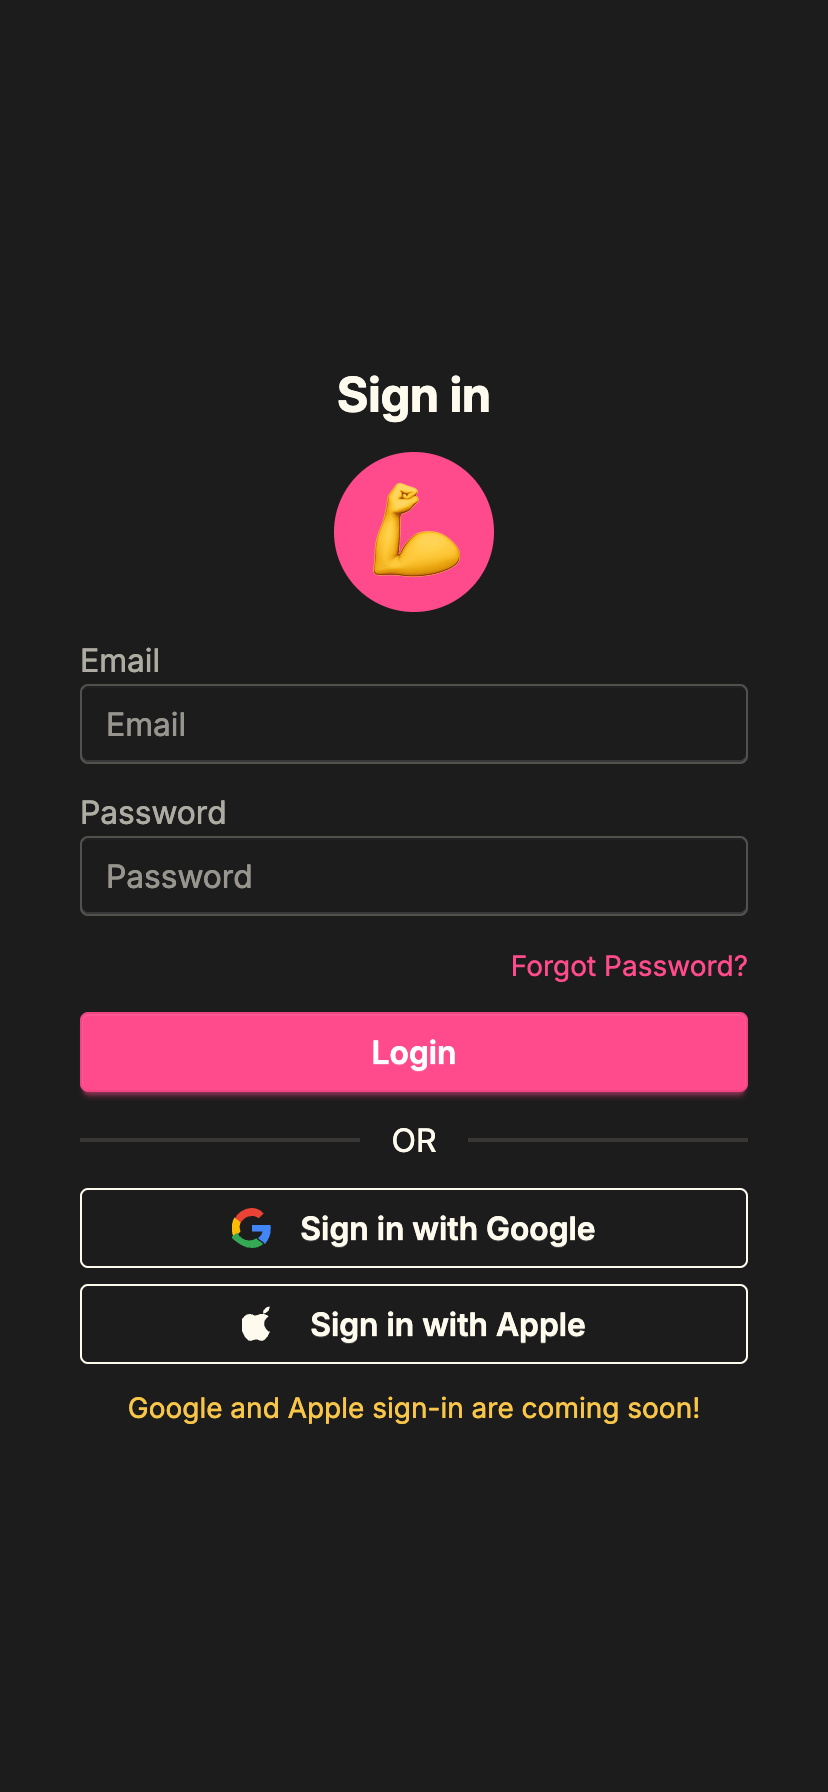 Sign in
Email
Email
Password
Password
Forgot Password?
Login
OR
Sign in with Google
Sign in with Apple
Google and Apple sign-in are coming soon!